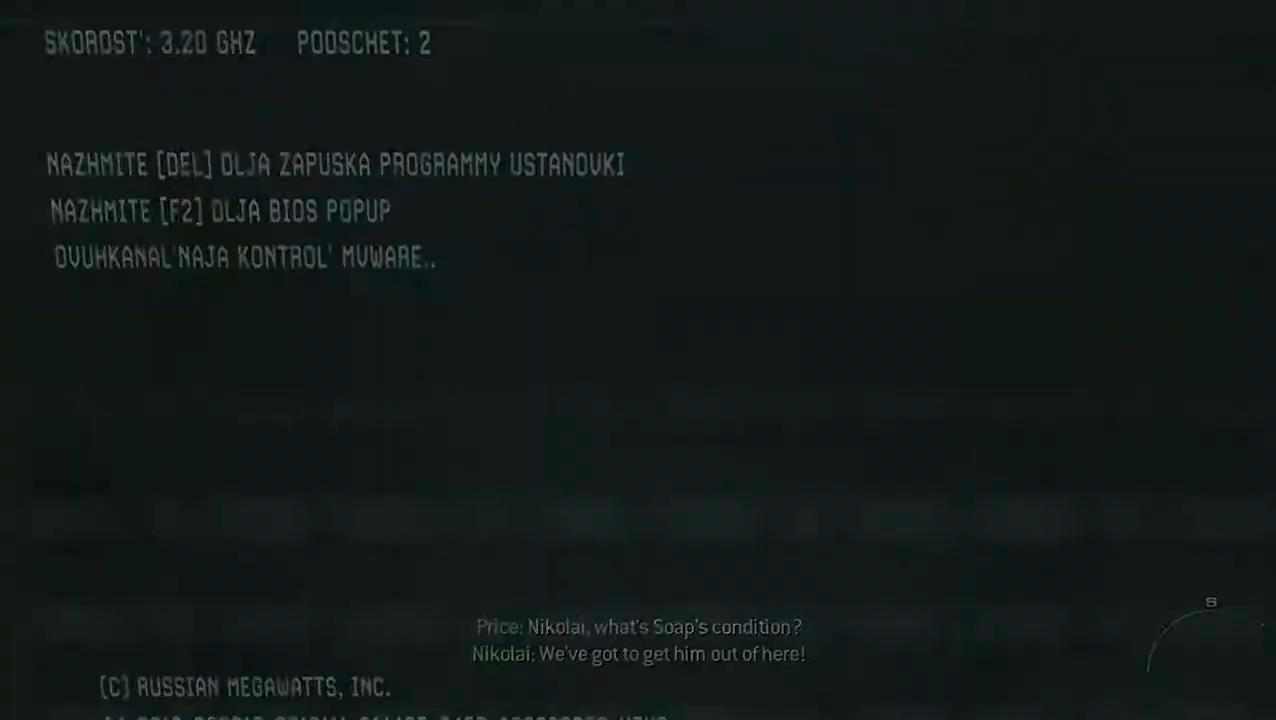 SKOROST': 3.20 GHZ PODSCHET: 2
NAZHMITE [DEL] DLJA ZAPUSKA PROGRAMMY USTANOVKI
NAZHMITE [F2] DLJA BIOS POPUP
DVUHKANAL'NAJA KONTROL' MVWARE..
S
Price: Nikolai, what's Soap's condition?
Nikolai: We've got to get him out of here!
(C) RUSSIAN MEGAWATTS, INC.